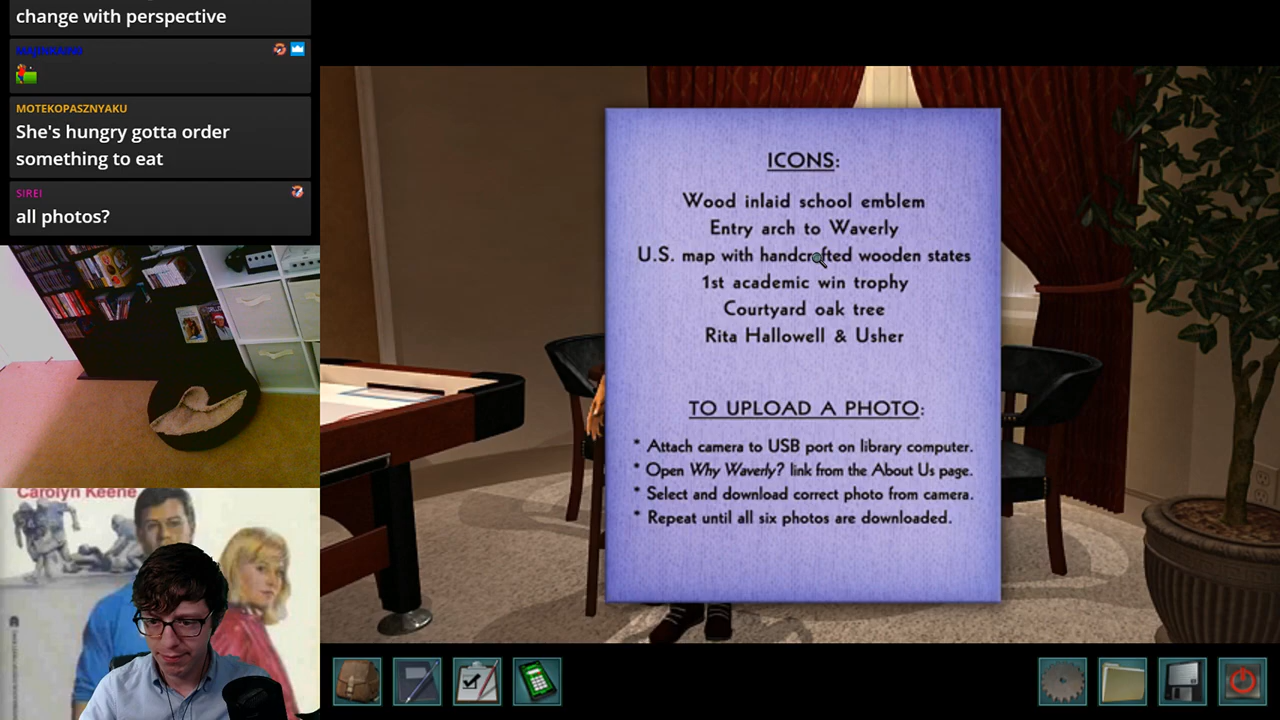 change with perspective
MOTEKOPASZNYAKU
She's hungry gotta order
something to eat
SIREI
all photos?
Carolyn Keene
ICONS:
Wood inlaid school emblem
Entry arch to Waverly
U.S. map with handcrafted wooden states
1st academic win trophy
Courtyard oak tree
Rita Hallowell & Usher
TO UPLOAD A PHOTO:
* Attach camera to USB port on library computer.
* Open Why Waverly? link from the About Us page.
* Select and download correct photo from camera.
* Repeat until all six photos are downloaded.